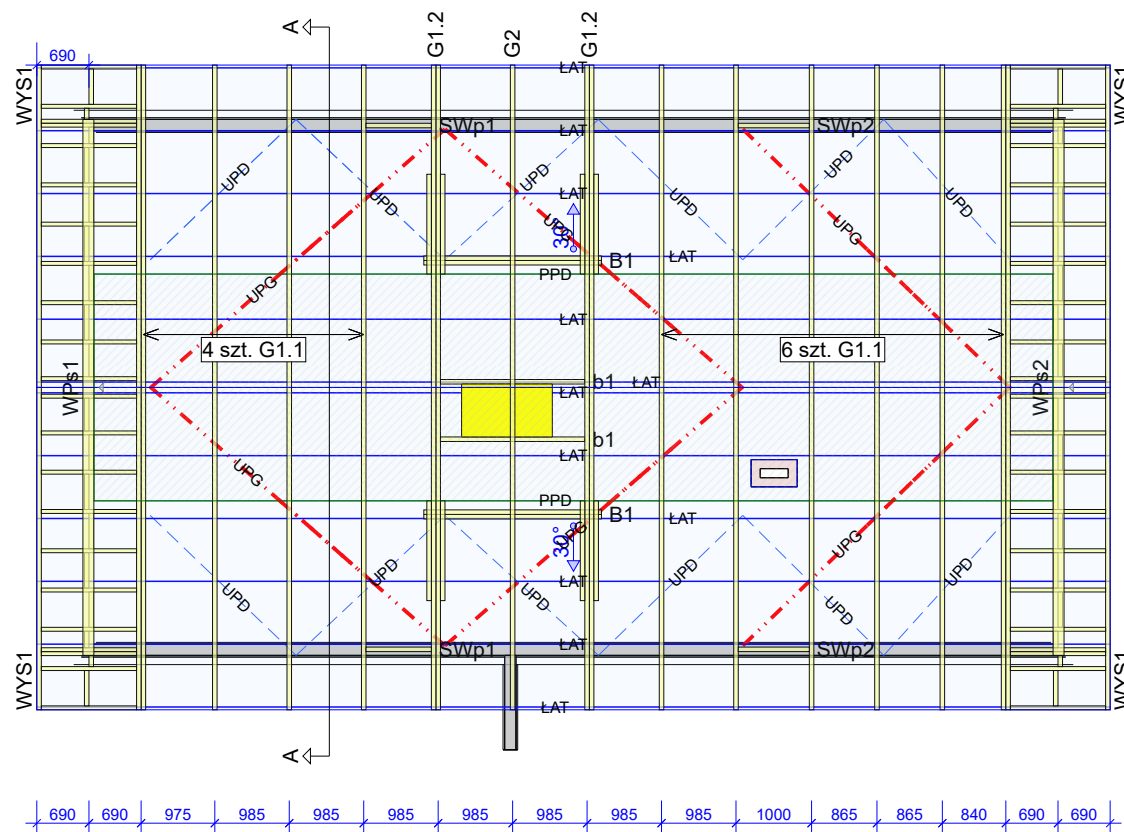 A
G1.2
G2
G1.2
690
WYS1
ŁAT
WYS1
SWp1
ŁAT
SWp2
UPD
UPD
UPD
UPD
UPD
ŁAT
UPD
UPG
30°
UPG
B1
ŁAT
PPD
UPG
ŁAT
4 szt. G1.1
6 szt. G1.1
WPs1
b1
ŁAT
ŁAT
WPs2
b1
UPG
ŁAT
PPD
B1
ŁAT
30°
UPG
UPG
UPD
UPD
UPD
ŁAT
UPD
UPD
UPD
SWp1
ŁAT
SWp2
WYS1
WYS1
ŁAT
A
690
690
975
985
985
985
985
985
985
985
1000
865
865
840
690
690